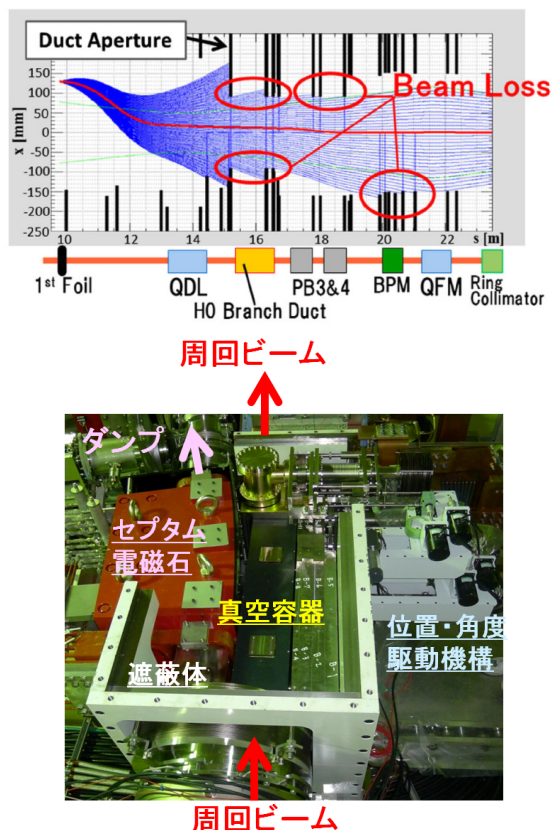 Duct Aperture
Beam Loss
x [mm]
150
100
50
0
-50
-100
-150
-200
-250
10
12
14
16
18
20
22
s [m]
1st Foil
QDL
H0 Branch Duct
PB3&4
BPM
QFM
Ring
Collimator
周回ビーム
ダンプ
セプタム
電磁石
真空容器
位置・角度
駆動機構
遮蔽体
周回ビーム